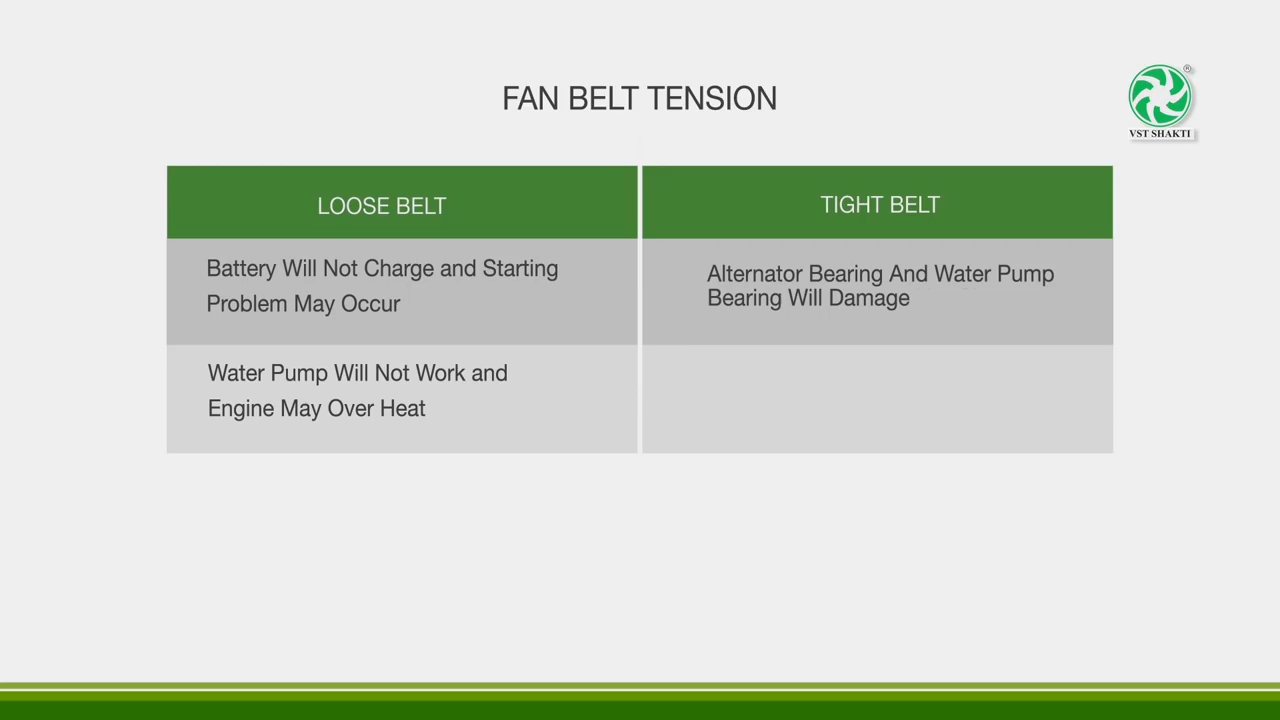 FAN BELT TENSION
®
VST SHAKTI
LOOSE BELT
TIGHT BELT
Battery Will Not Charge and Starting
Problem May Occur
Alternator Bearing And Water Pump
Bearing Will Damage
Water Pump Will Not Work and
Engine May Over Heat